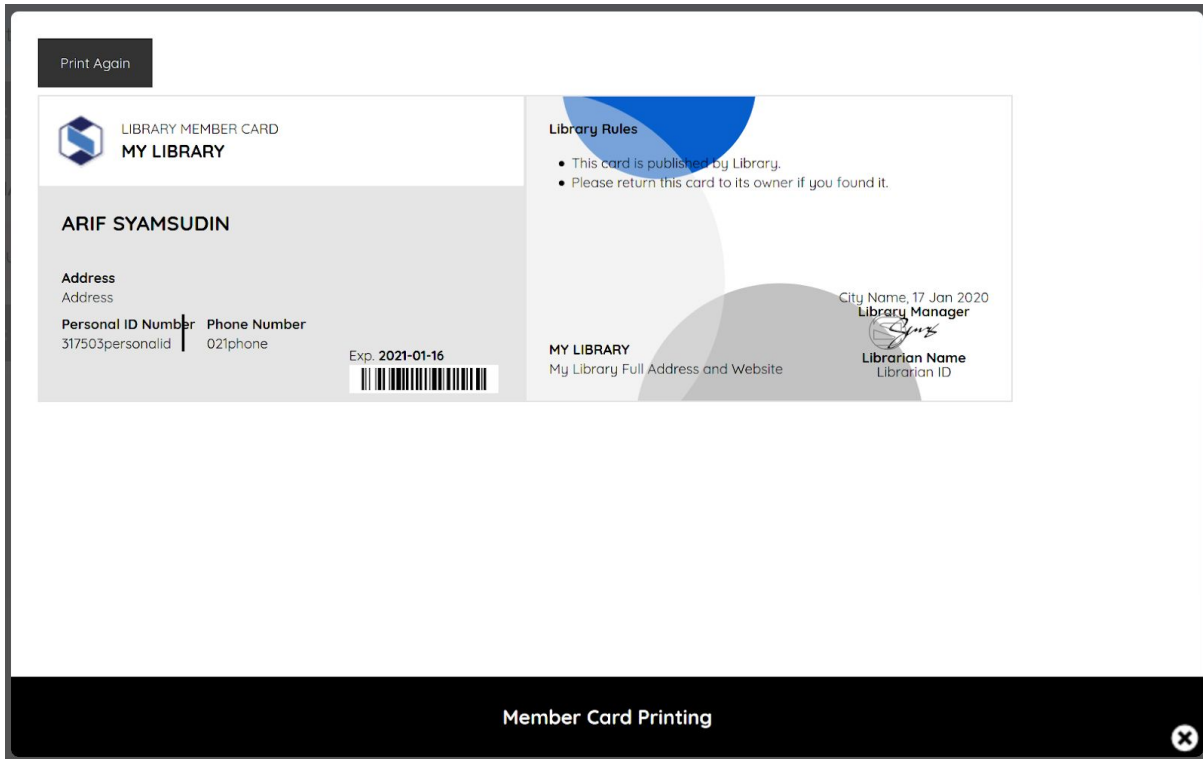 Print Again
LIBRARY MEMBER CARD
MY LIBRARY
ARIF SYAMSUDIN
Address
Address
Personal ID Number Phone Number
317503personalid 021phone
Exp. 2021-01-16
Library Rules
• This card is published by Library.
• Please return this card to its owner if you found it.
City Name, 17 Jan 2020
Library Manager
Librarian Name
Librarian ID
MY LIBRARY
My Library Full Address and Website
Member Card Printing